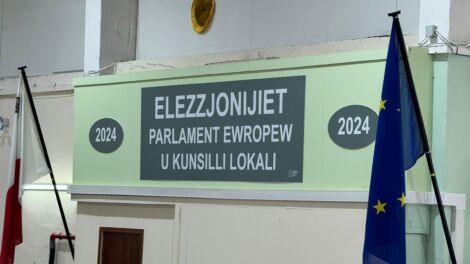 ELEZZJONIJIET
PARLAMENT EWROPEW
U KUNSILLI LOKALI
2024
2024